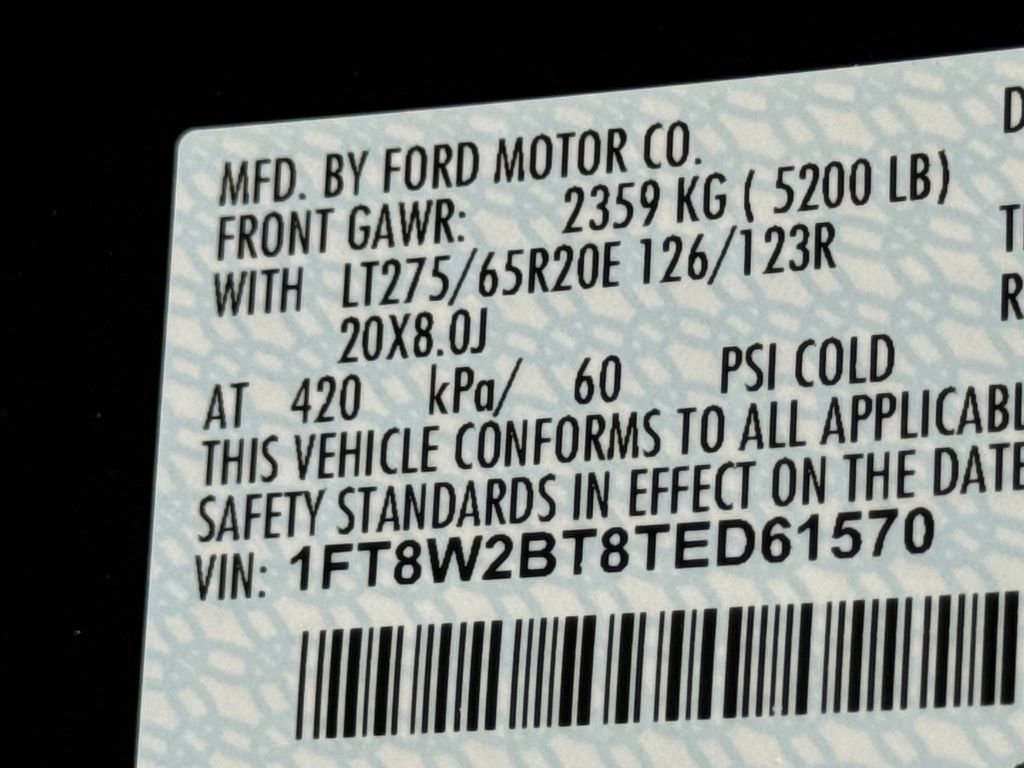 MFD. BY FORD MOTOR CO.
D
FRONT GAWR: 2359 KG ( 5200 LB)
WITH LT275/65R20E 126/123R
20X8.0J
R
AT 420 kPa/ 60 PSI COLD
THIS VEHICLE CONFORMS TO ALL APPLICABL
SAFETY STANDARDS IN EFFECT ON THE DATE
VIN: 1FT8W2BT8TED61570